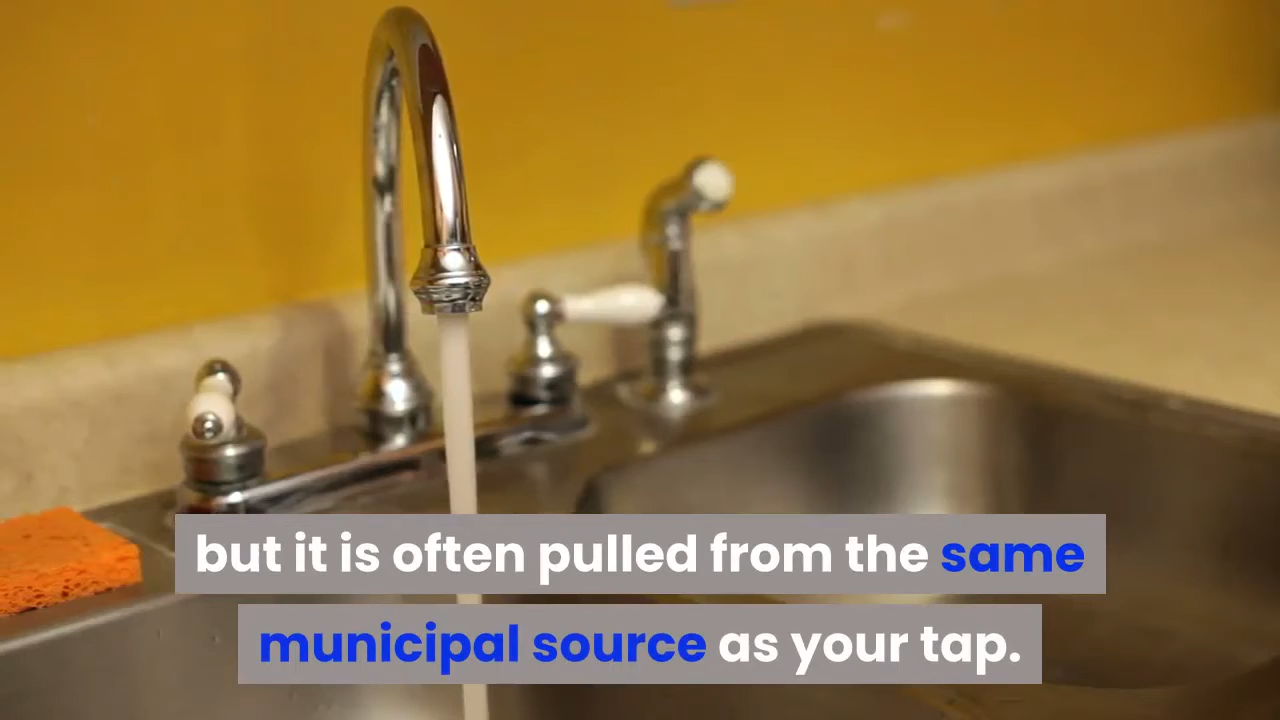 but it is often pulled from the same
municipal source as your tap.